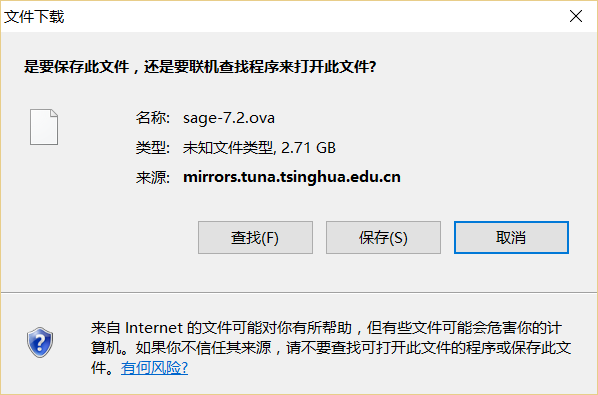 文件下载
是要保存此文件，还是要联机查找程序来打开此文件?
名称: sage-7.2.ova
类型: 未知文件类型, 2.71 GB
来源: mirrors.tuna.tsinghua.edu.cn
查找(F) 保存(S) 取消
来自 Internet 的文件可能对你有所帮助，但有些文件可能会危害你的计
算机。如果你不信任其来源，请不要查找可打开此文件的程序或保存此文
件。有何风险?